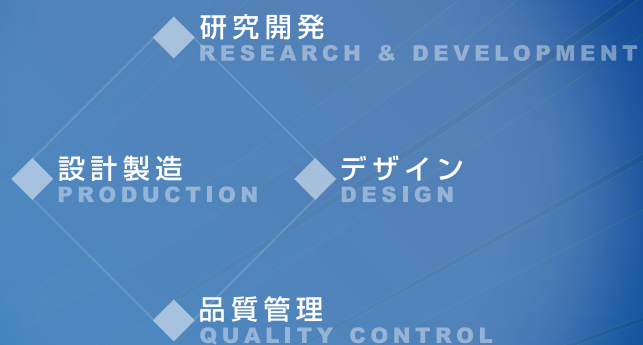 研究開発
RESEARCH & DEVELOPMENT
設計製造
PRODUCTION
デザイン
DESIGN
品質管理
QUALITY CONTROL